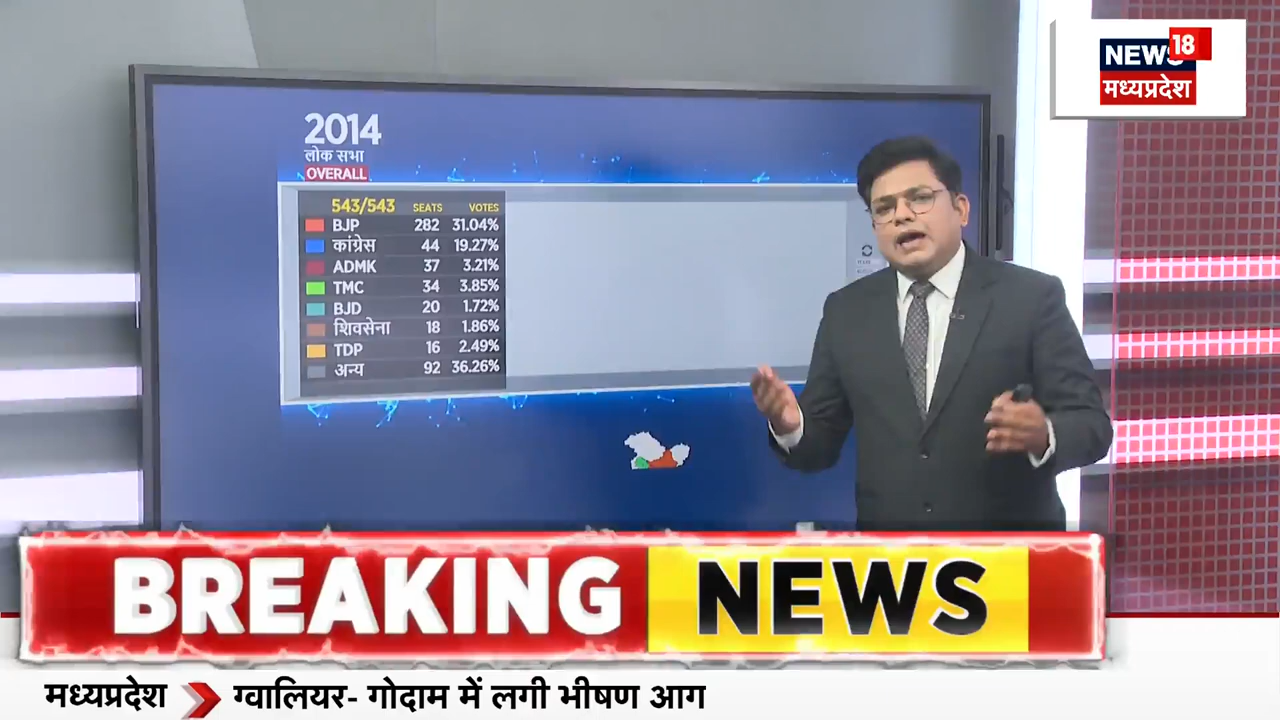 NEWS 18
मध्यप्रदेश
2014
लोक सभा
OVERALL
543/543 SEATS VOTES
BJP 282 31.04%
कांग्रेस 44 19.27%
ADMK 37 3.21%
TMC 34 3.85%
BJD 20 1.72%
शिवसेना 18 1.86%
TDP 16 2.49%
अन्य 92 36.26%
BREAKING NEWS
मध्यप्रदेश ग्वालियर- गोदाम में लगी भीषण आग